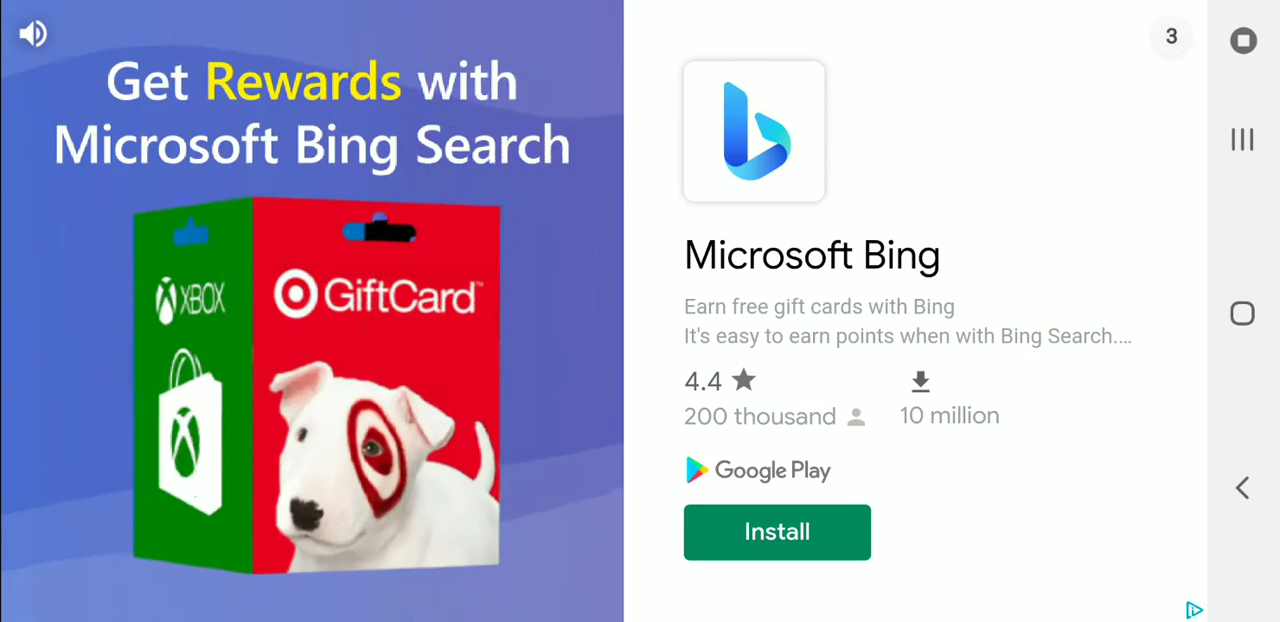 Get Rewards with
Microsoft Bing Search
XBOX
GiftCard™
3
Microsoft Bing
Earn free gift cards with Bing
It's easy to earn points when with Bing Search....
4.4
200 thousand
10 million
Google Play
Install